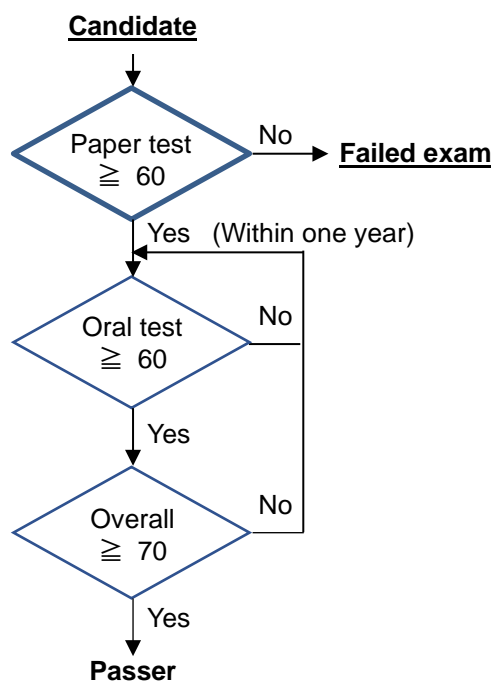 Candidate
Paper test
≧ 60
No
Failed exam
Yes (Within one year)
Oral test
≧ 60
No
Yes
Overall
≧ 70
No
Yes
Passer